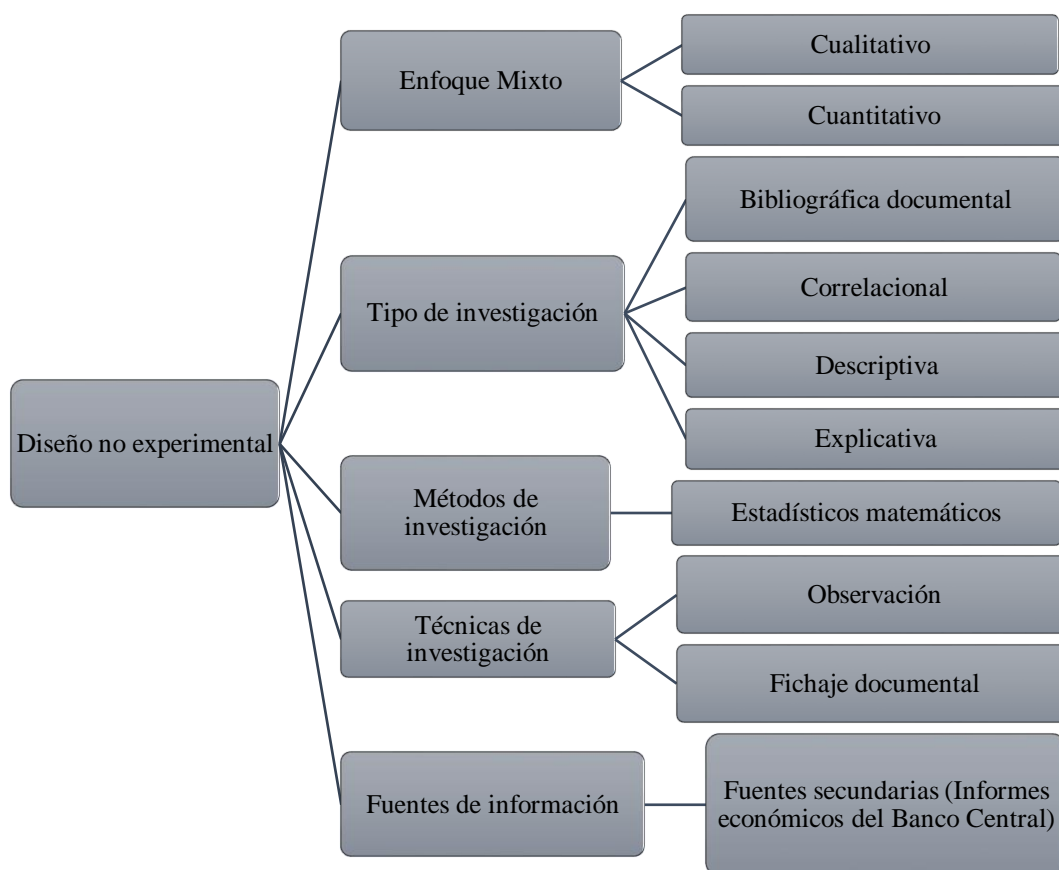 Diseño no experimental
Enfoque Mixto
Cualitativo
Cuantitativo
Tipo de investigación
Bibliográfica documental
Correlacional
Descriptiva
Explicativa
Métodos de
investigación
Estadísticos matemáticos
Técnicas de
investigación
Observación
Fichaje documental
Fuentes de información
Fuentes secundarias (Informes
económicos del Banco Central)